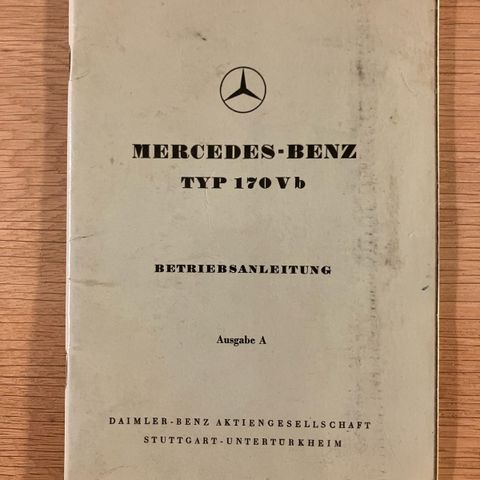 MERCEDES-BENZ
TYP 170 Vb
BETRIEBSANLEITUNG
Ausgabe A
DAIMLER-BENZ AKTIENGESELLSCHAFT
STUTTGART-UNTERTÜRKHEIM